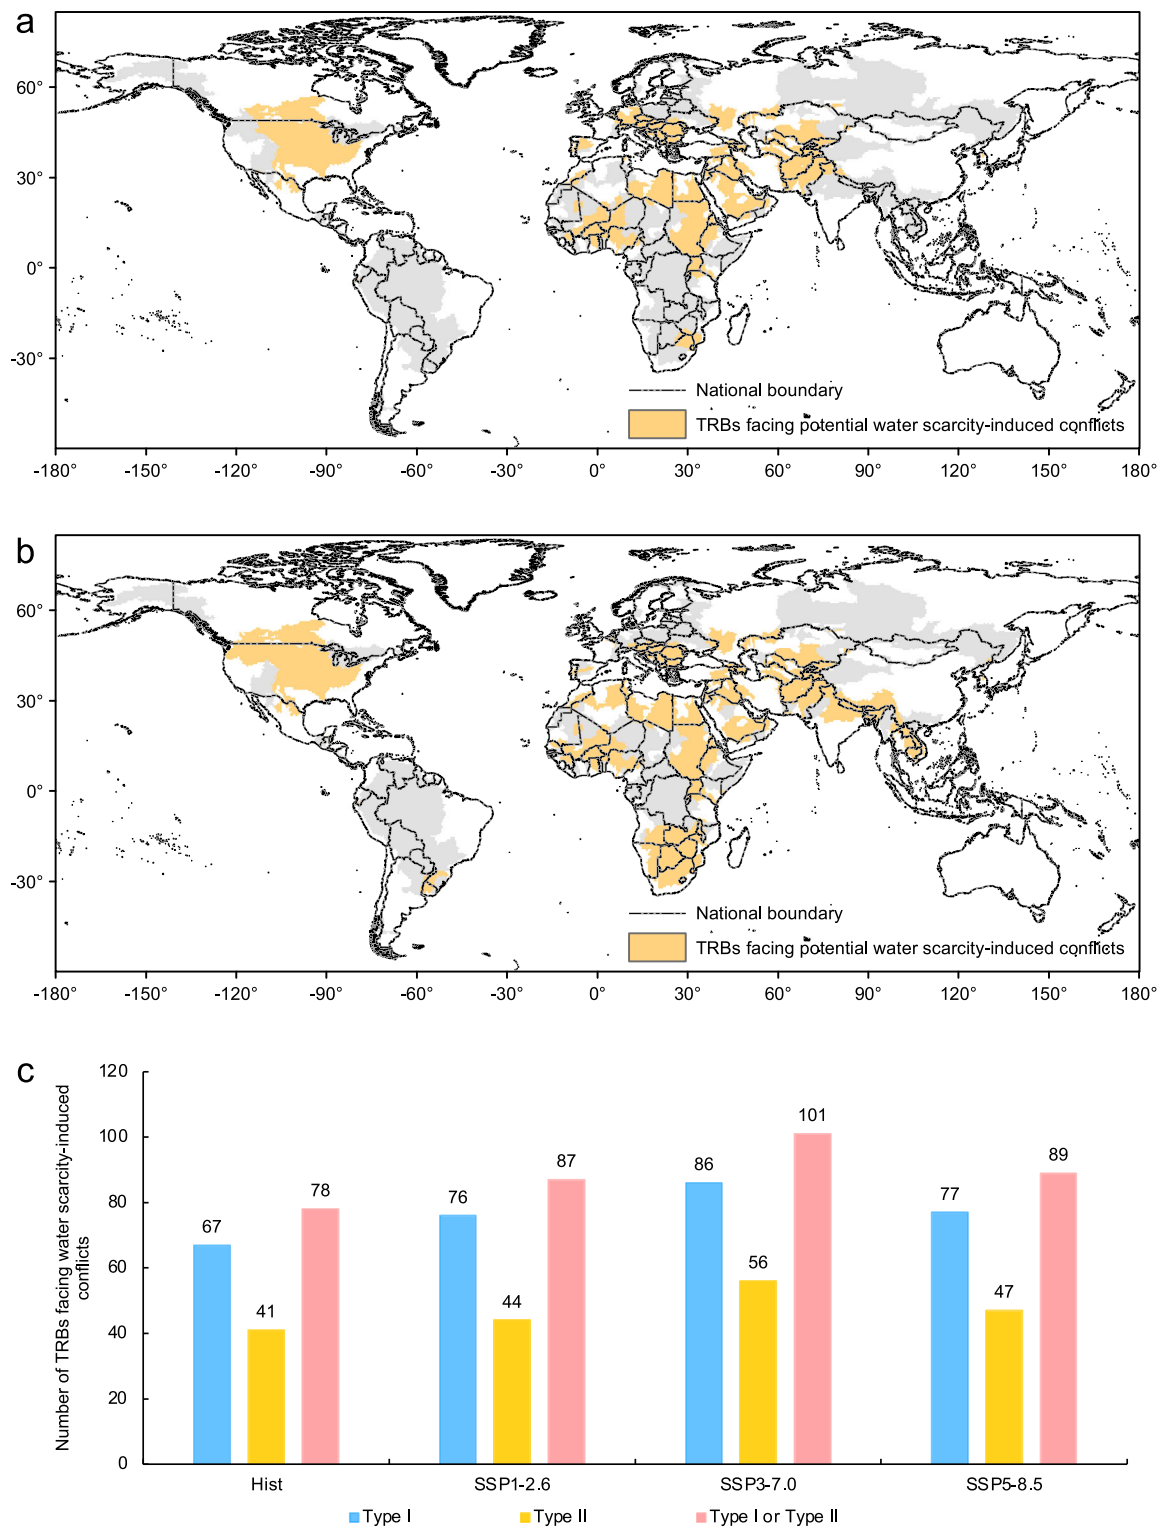 a
60°
30°
0°
-30°
National boundary
TRBs facing potential water scarcity-induced conflicts
-180° -150° -120° -90° -60° -30° 0° 30° 60° 90° 120° 150° 180°
b
60°
30°
0°
-30°
National boundary
TRBs facing potential water scarcity-induced conflicts
-180° -150° -120° -90° -60° -30° 0° 30° 60° 90° 120° 150° 180°
c
Number of TRBs facing water scarcity-induced
conflicts
120
100
80
60
40
20
0
67 41 78
76 44 87
86 56 101
77 47 89
Hist SSP1-2.6 SSP3-7.0 SSP5-8.5
Type I Type II Type I or Type II